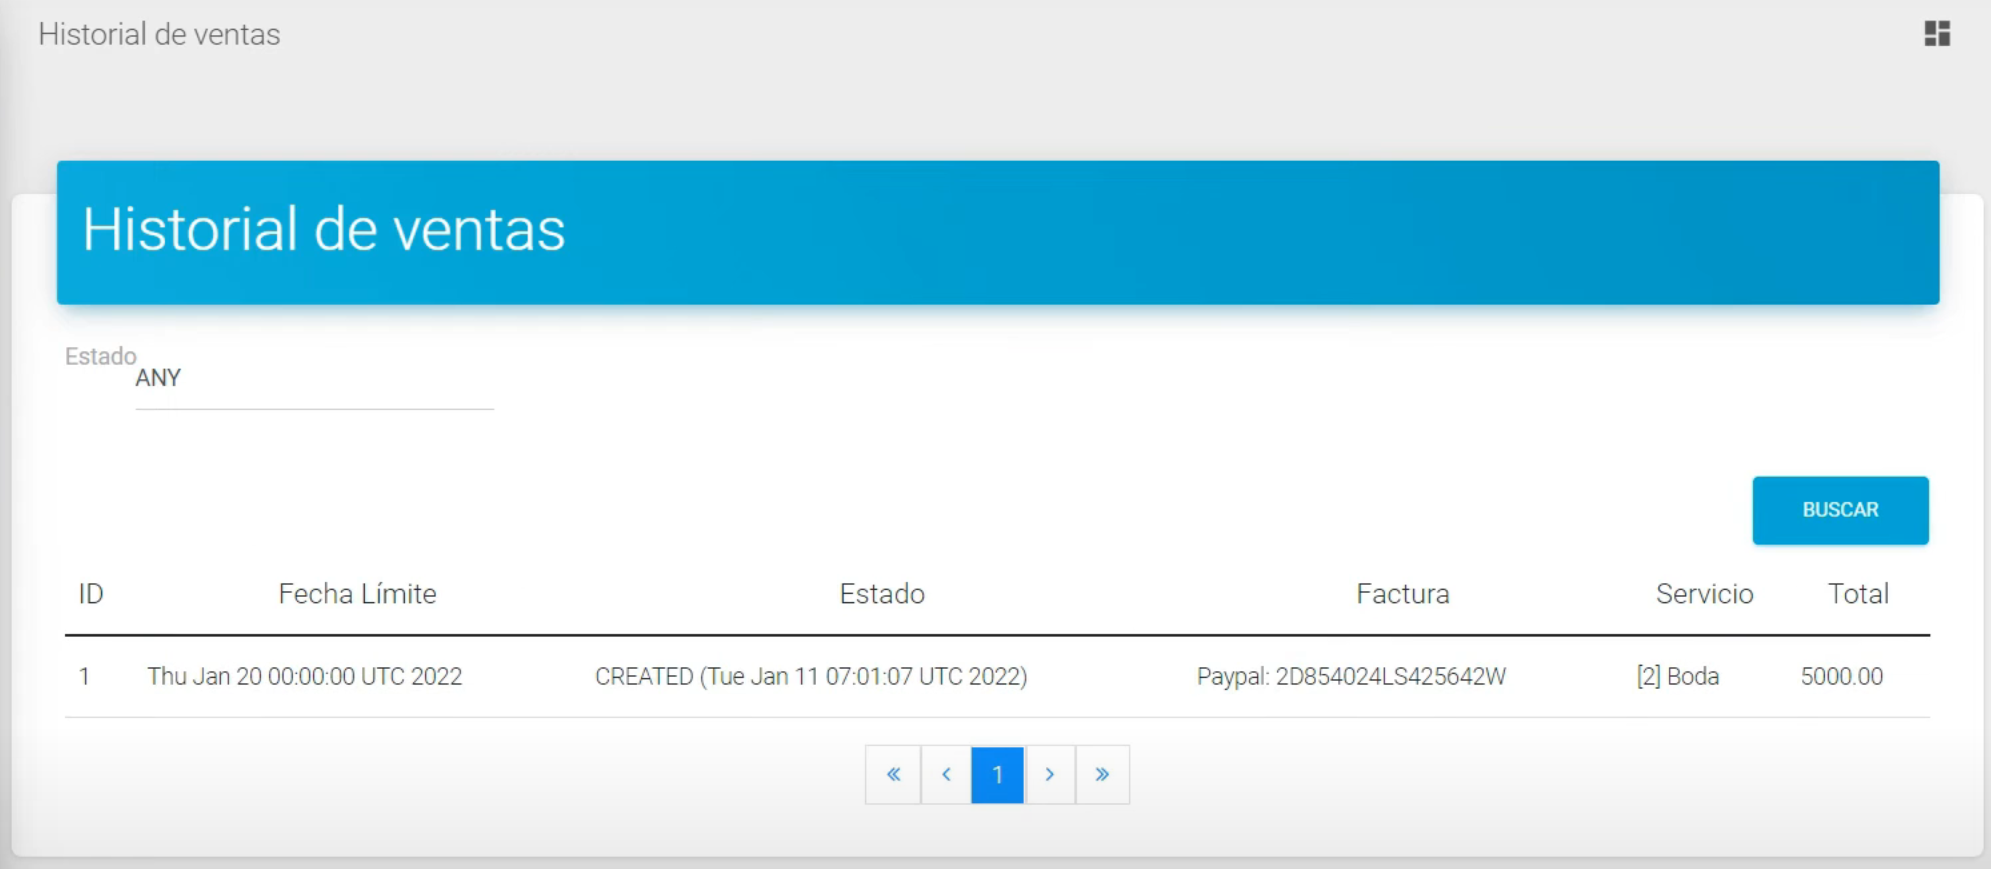 Historial de ventas
Historial de ventas
Estado
ANY
BUSCAR
ID Fecha Límite Estado Factura Servicio Total
1 Thu Jan 20 00:00:00 UTC 2022 CREATED (Tue Jan 11 07:01:07 UTC 2022) Paypal: 2D854024LS425642W [2] Boda 5000.00
« ‹ 1 › »